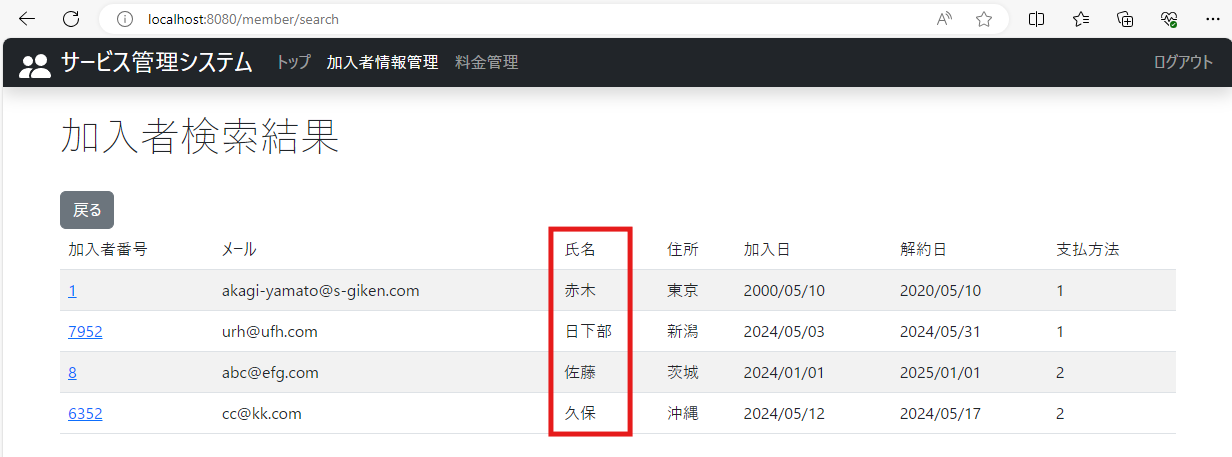 localhost:8080/member/search
サービス管理システム トップ 加入者情報管理 料金管理 ログアウト
加入者検索結果
戻る
加入者番号 メール 氏名 住所 加入日 解約日 支払方法
1 akagi-yamato@s-giken.com 赤木 東京 2000/05/10 2020/05/10 1
7952 urh@ufh.com 日下部 新潟 2024/05/03 2024/05/31 1
8 abc@efg.com 佐藤 茨城 2024/01/01 2025/01/01 2
6352 cc@kk.com 久保 沖縄 2024/05/12 2024/05/17 2